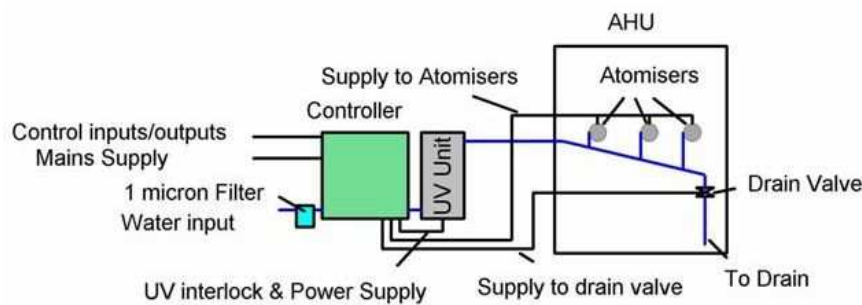 AHU
Supply to Atomisers
Atomisers
Controller
Control inputs/outputs
Mains Supply
UV Unit
1 micron Filter
Water input
Drain Valve
UV interlock & Power Supply
Supply to drain valve
To Drain